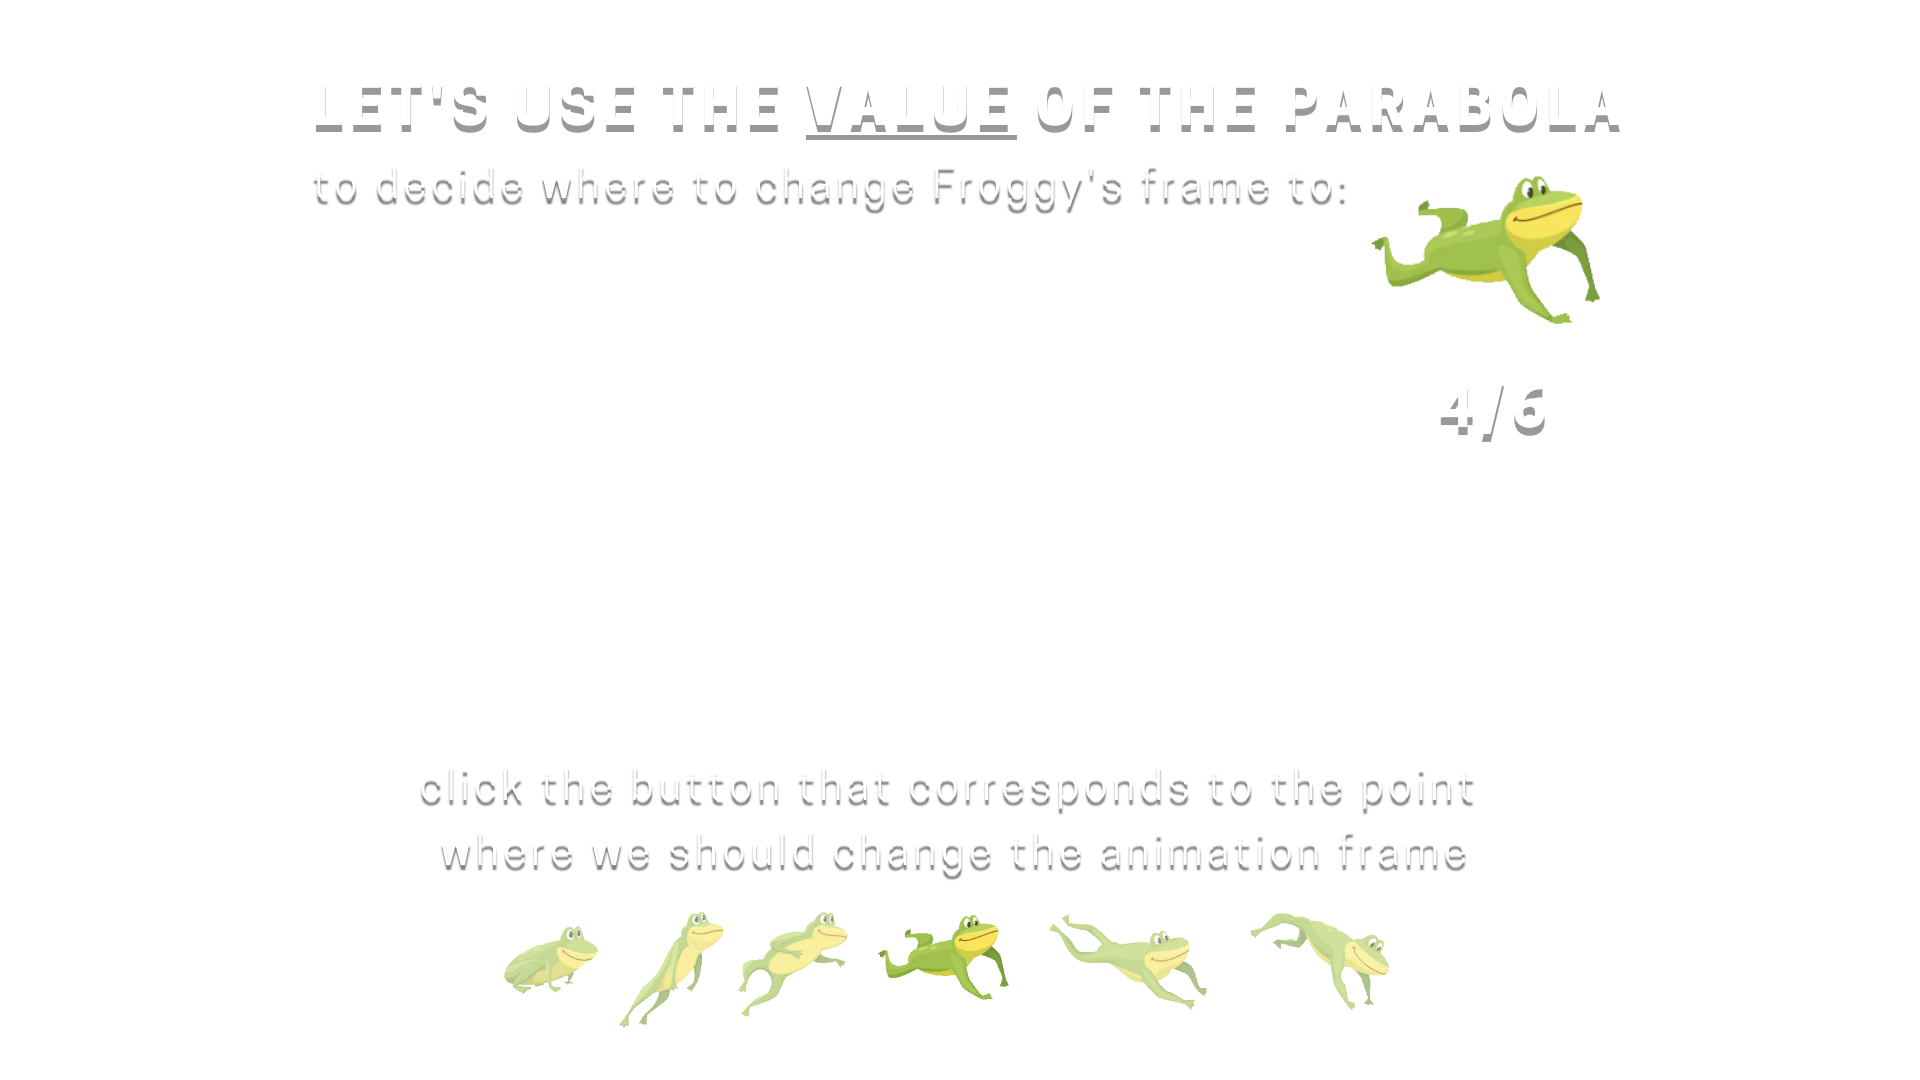 LET'S USE THE VALUE OF THE PARABOLA
to decide where to change Froggy's frame to:
4/6
click the button that corresponds to the point
where we should change the animation frame